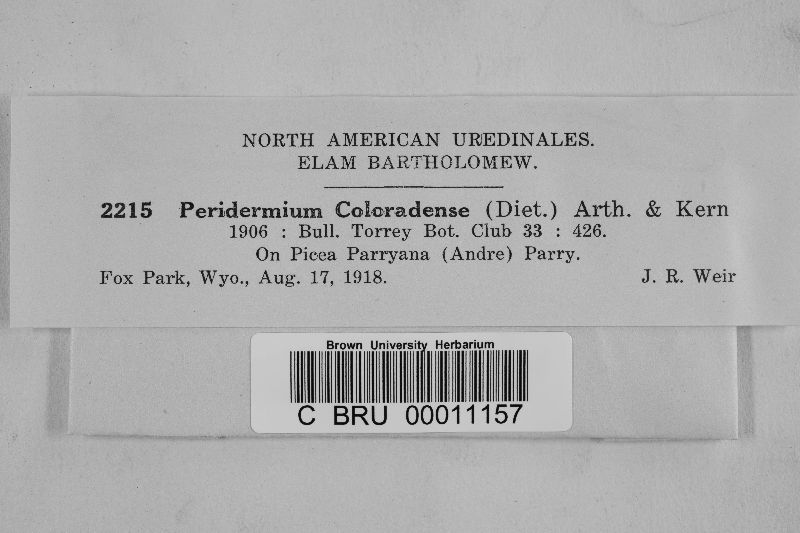 NORTH AMERICAN UREDINALES.
ELAM BARTHOLOMEW.
2215 Peridermium Coloradense (Diet.) Arth. & Kern
1906 : Bull. Torrey Bot. Club 33 : 426.
On Picea Parryana (Andre) Parry.
Fox Park, Wyo., Aug. 17, 1918. J. R. Weir
Brown University Herbarium
C BRU 00011157